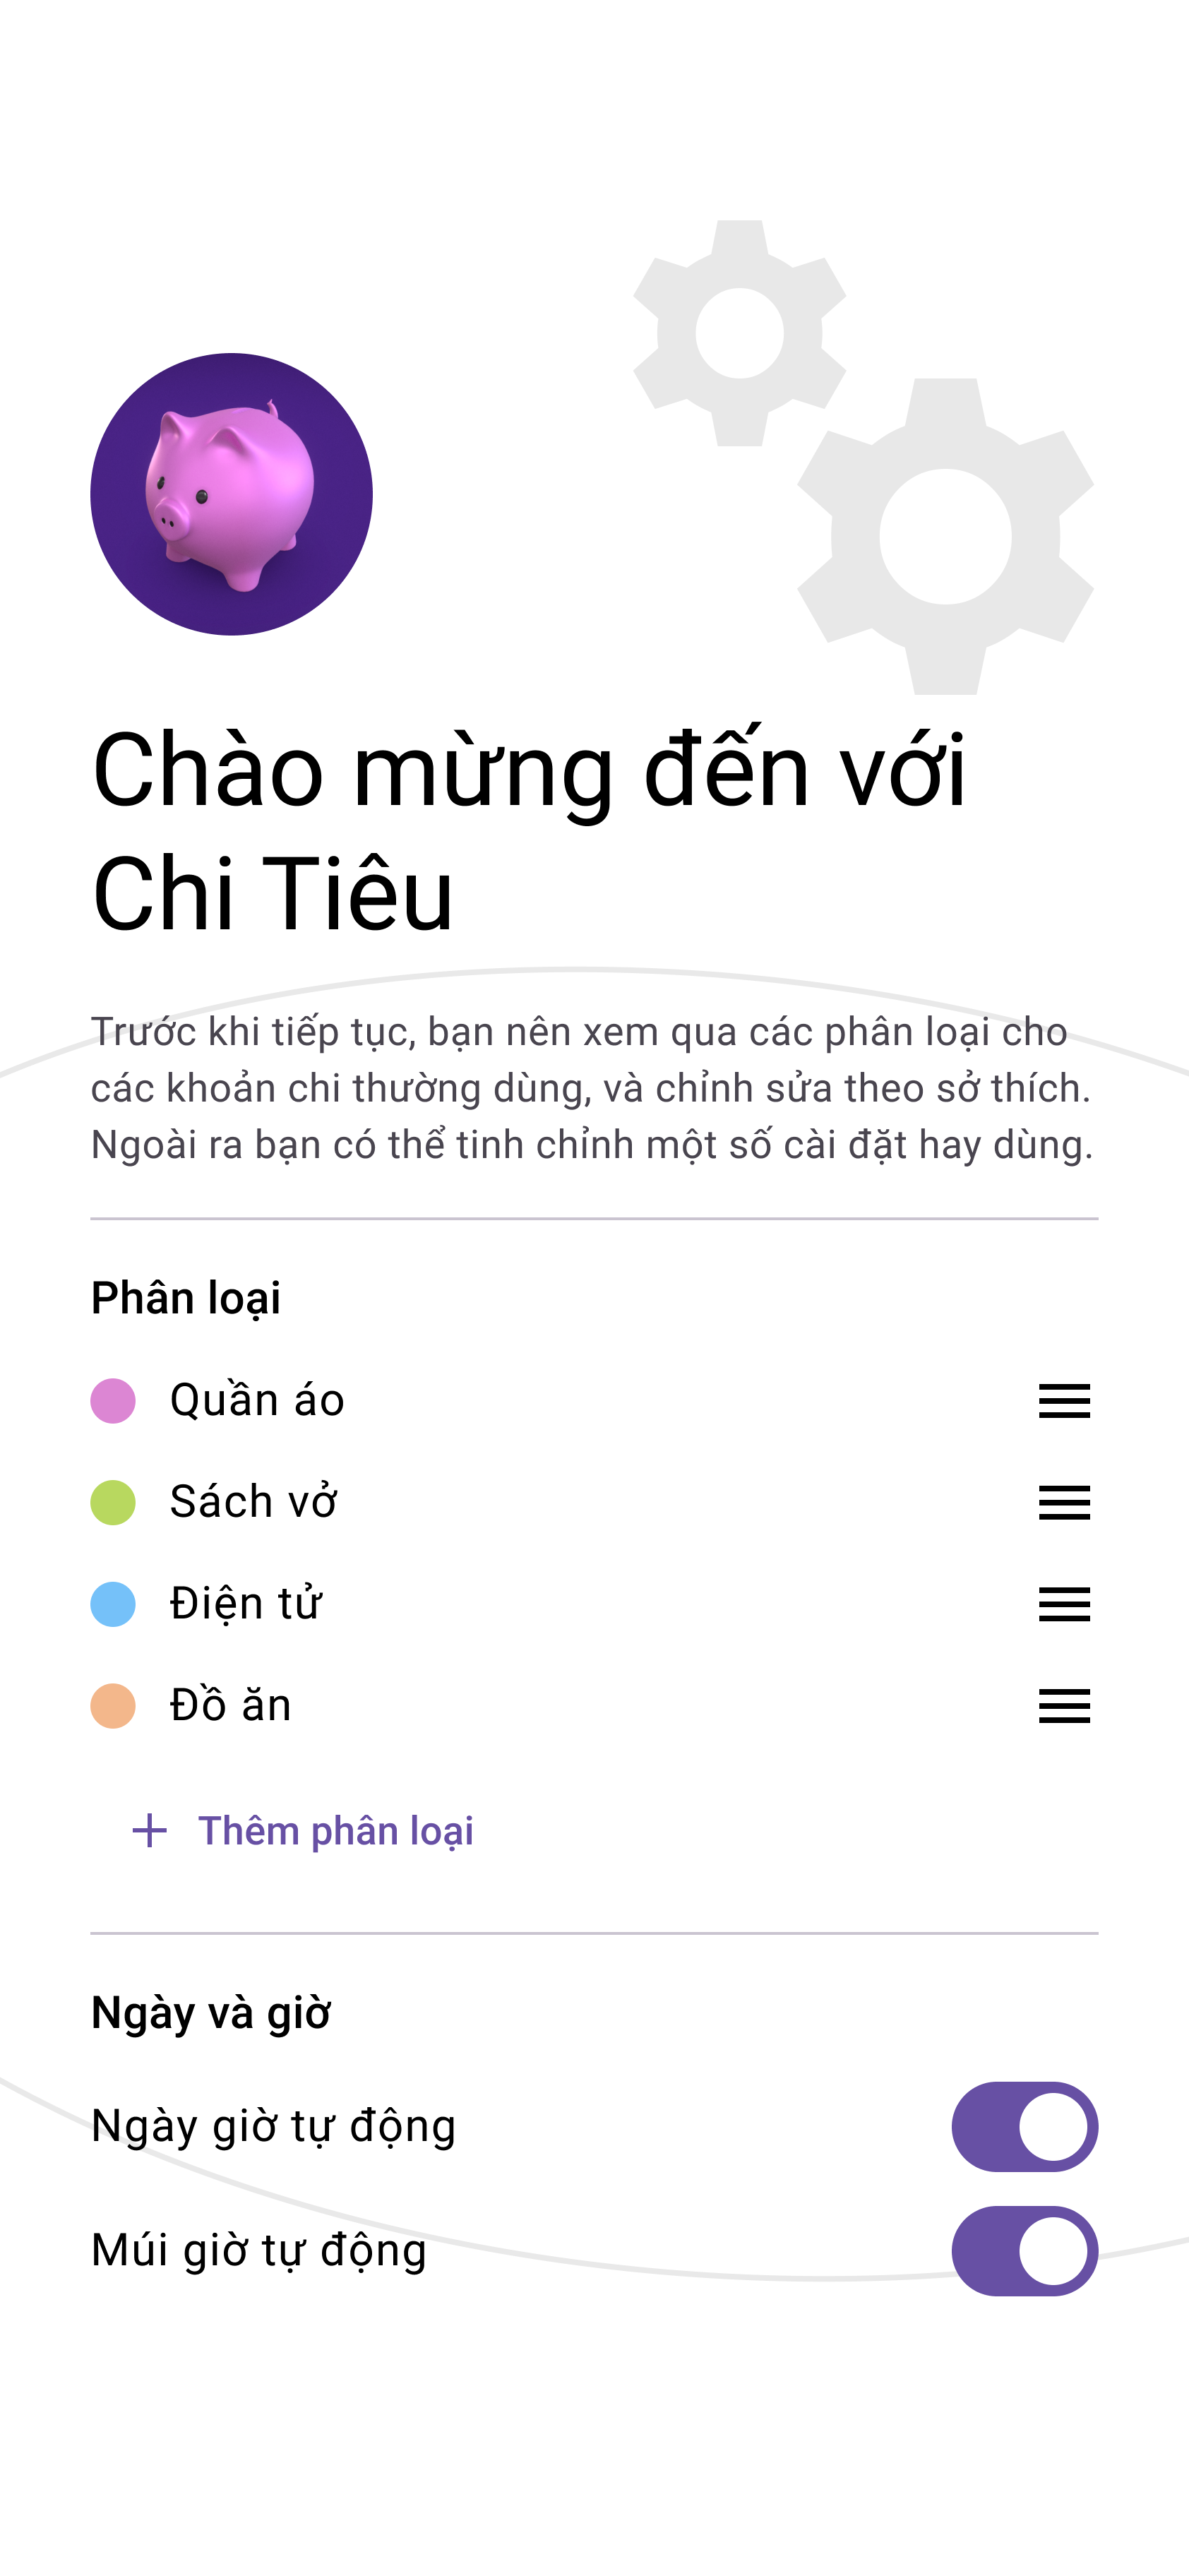 Chào mừng đến với
Chi Tiêu
Trước khi tiếp tục, bạn nên xem qua các phân loại cho
các khoản chi thường dùng, và chỉnh sửa theo sở thích.
Ngoài ra bạn có thể tinh chỉnh một số cài đặt hay dùng.
Phân loại
Quần áo
Sách vở
Điện tử
Đồ ăn
Thêm phân loại
Ngày và giờ
Ngày giờ tự động
Múi giờ tự động